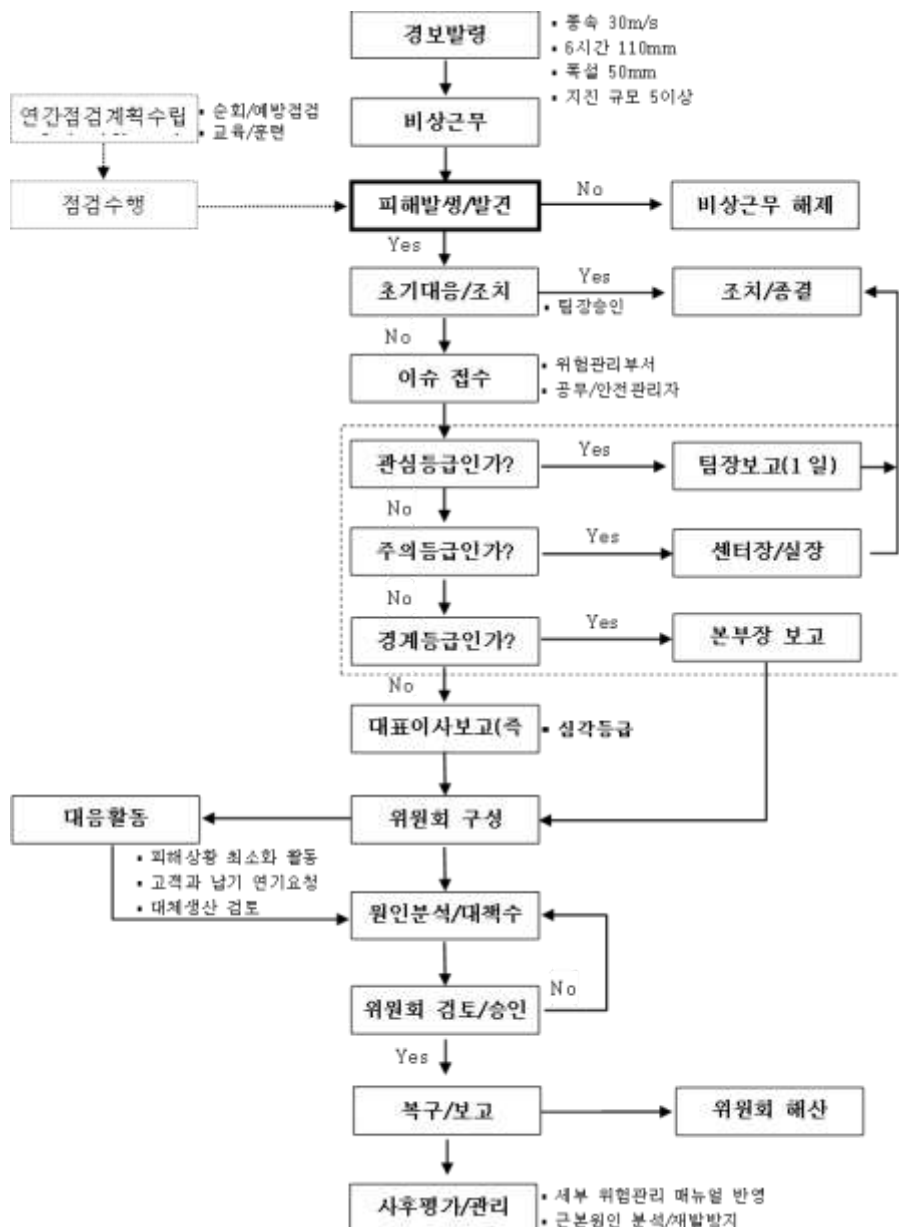 경보발령
▪ 풍속 30m/s
▪ 6시간 110mm
▪ 폭설 50mm
▪ 지진 규모 5이상
연간점검계획수립
▪ 순회/예방점검
▪ 교육/훈련
비상근무
점검수행
피해발생/발견
No
비상근무 해제
Yes
초기대응/조치
Yes
▪ 팀장승인
조치/종결
No
이슈 접수
▪ 위험관리부서
▪ 공무/안전관리자
관심등급인가?
Yes
팀장보고(1일)
No
주의등급인가?
Yes
센터장/실장
No
경계등급인가?
Yes
본부장 보고
No
대표이사보고(즉
▪ 심각등급
대응활동
위원회 구성
▪ 피해상황 최소화 활동
▪ 고객과 납기 연기요청
▪ 대체생산 검토
원인분석/대책수
No
위원회 검토/승인
Yes
복구/보고
위원회 해산
사후평가/관리
▪ 세부 위험관리 매뉴얼 반영
▪ 근본원인 분석/재발방지